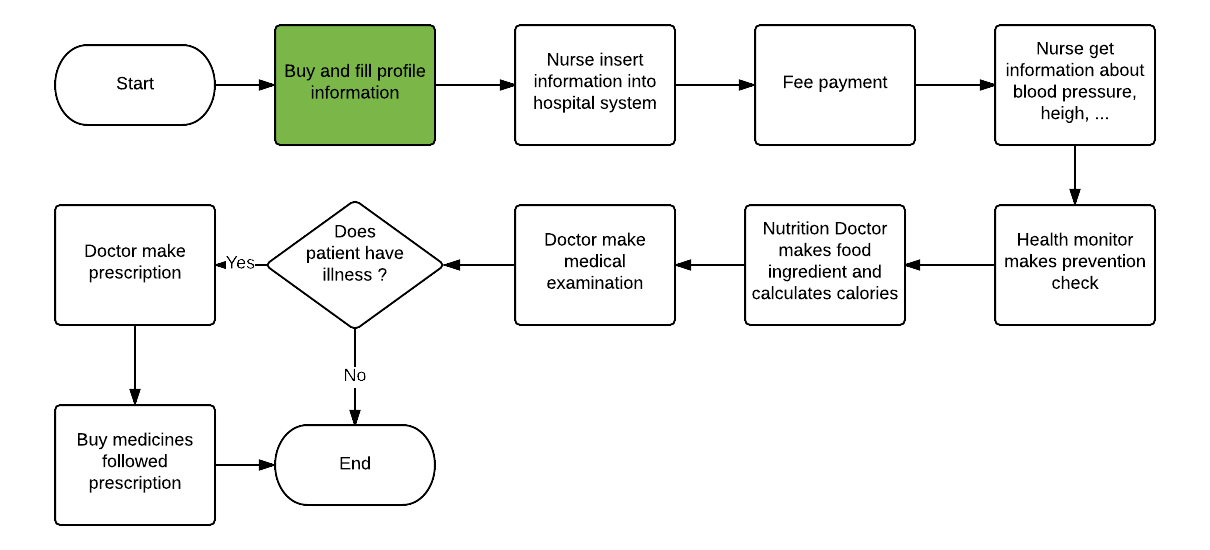 Start
Buy and fill profile
information
Nurse insert
information into
hospital system
Fee payment
Nurse get
information about
blood pressure,
heigh, ...
Health monitor
makes prevention
check
Nutrition Doctor
makes food
ingredient and
calculates calories
Doctor make
medical
examination
Does
patient have
illness ?
Yes
Doctor make
prescription
No
Buy medicines
followed
prescription
End